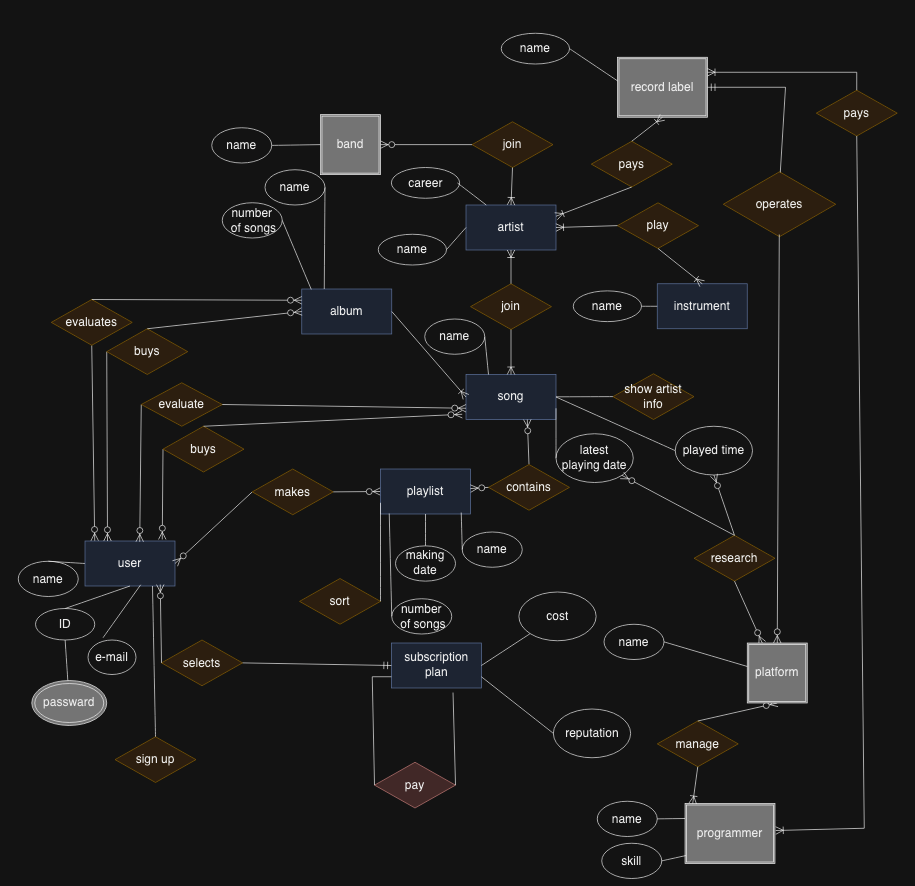 name
record label
pays
name
band
join
pays
name
career
operates
number
of songs
artist
play
name
album
join
name
instrument
evaluates
name
buys
evaluate
song
show artist
info
buys
latest
playing date
played time
makes
playlist
contains
name
making
date
user
research
name
sort
ID
number
of songs
cost
e-mail
selects
subscription
plan
name
platform
passward
reputation
manage
sign up
pay
name
programmer
skill